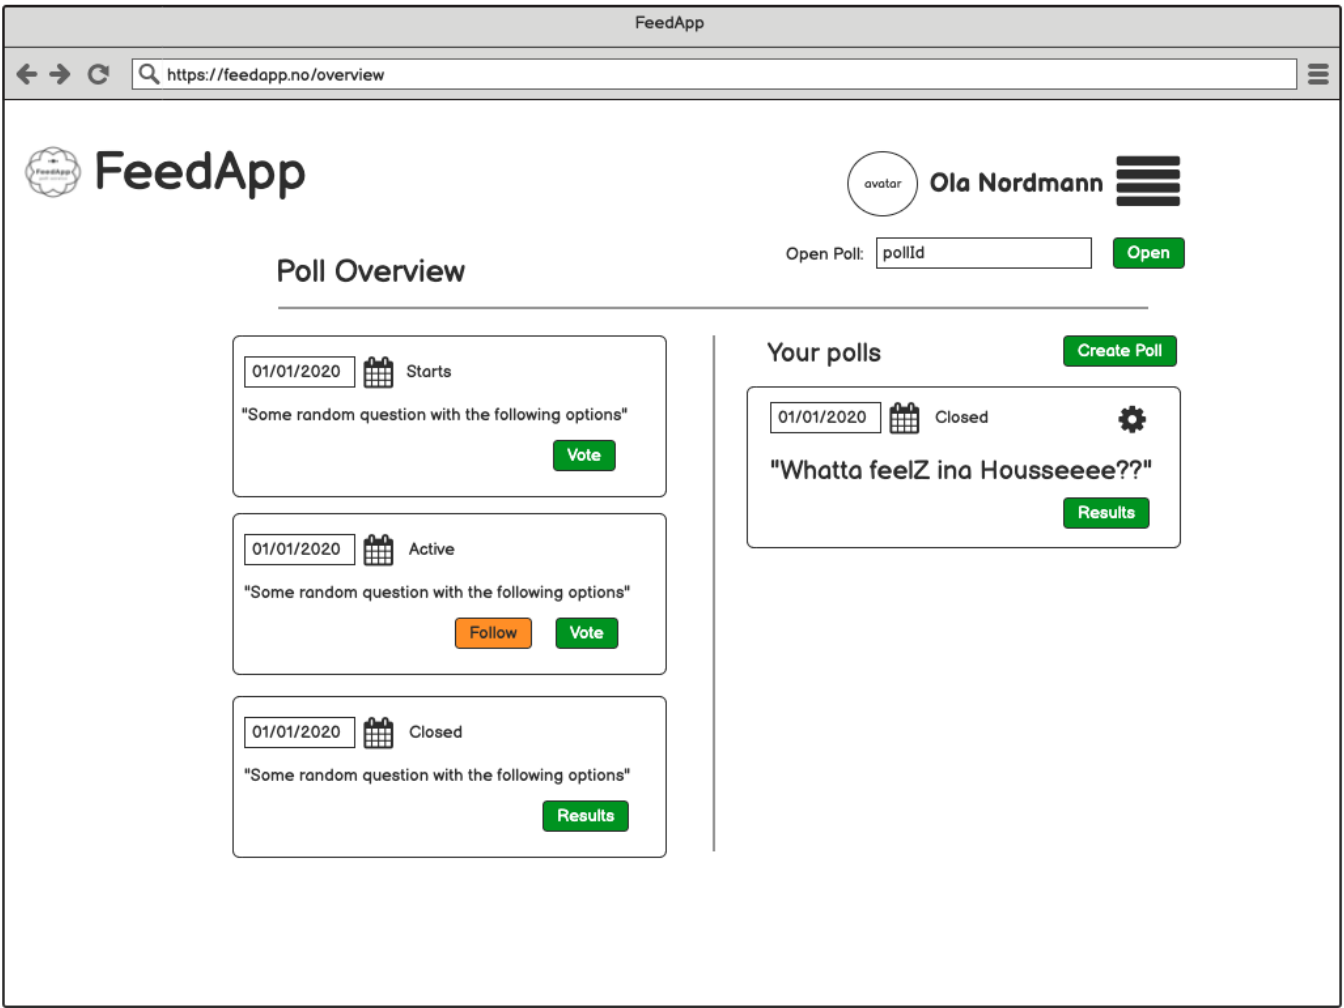 FeedApp
https://feedapp.no/overview
FeedApp
FeedApp
avatar
Ola Nordmann
Open Poll:
pollId
Open
Poll Overview
01/01/2020
Starts
"Some random question with the following options"
Vote
01/01/2020
Active
"Some random question with the following options"
Follow
Vote
01/01/2020
Closed
"Some random question with the following options"
Results
Your polls
Create Poll
01/01/2020
Closed
"Whatta feelZ ina Housseeee??"
Results